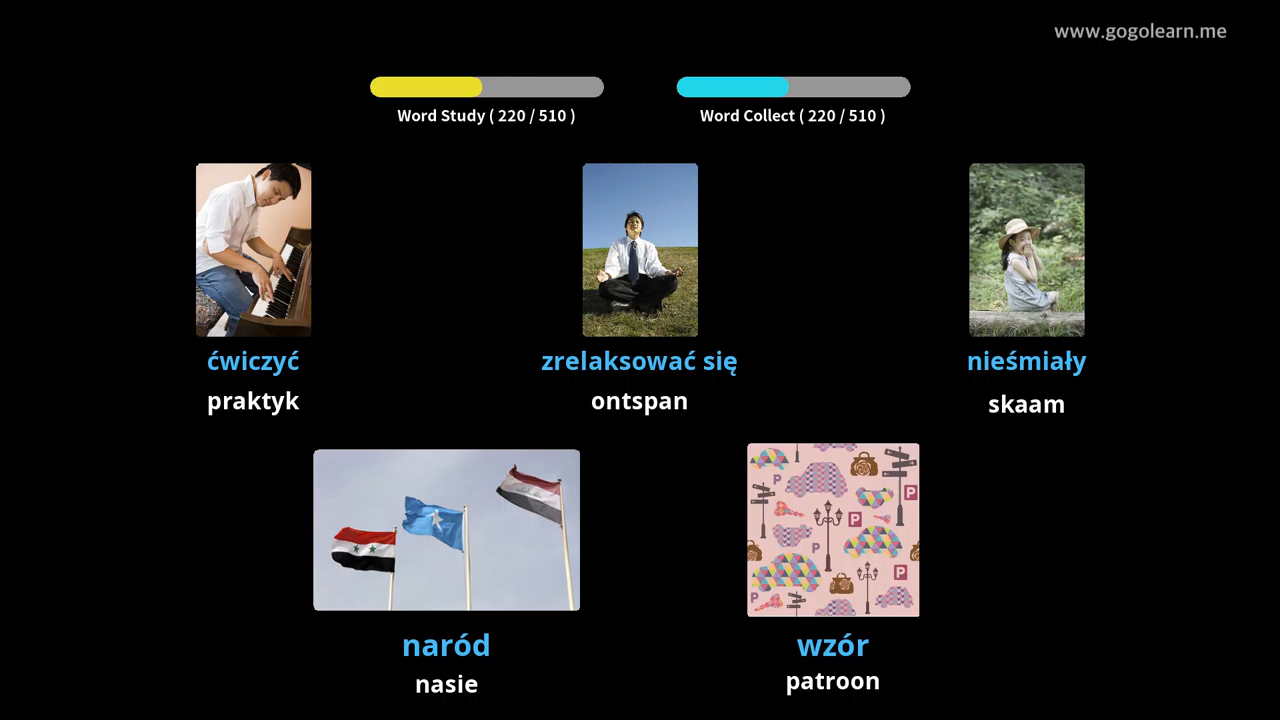 www.gogolearn.me
Word Study ( 220 / 510 )
Word Collect ( 220 / 510 )
ćwiczyć
praktyk
zrelaksować się
ontspan
nieśmiały
skaam
naród
nasie
wzór
patroon
P
P
P
P
P
P